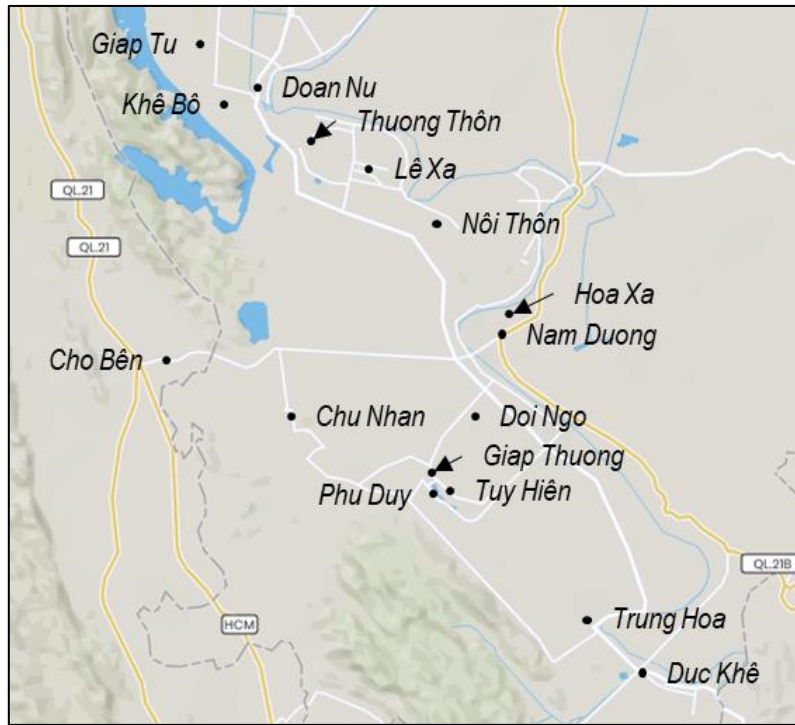 Giap Tu
Doan Nu
Khê Bô
Thuong Thôn
Lê Xa
QL.21
Nôi Thôn
QL.21
Hoa Xa
Nam Duong
Cho Bên
Chu Nhan
Doi Ngo
Giap Thuong
Phu Duy
Tuy Hiên
QL.21B
HCM
Trung Hoa
Duc Khê